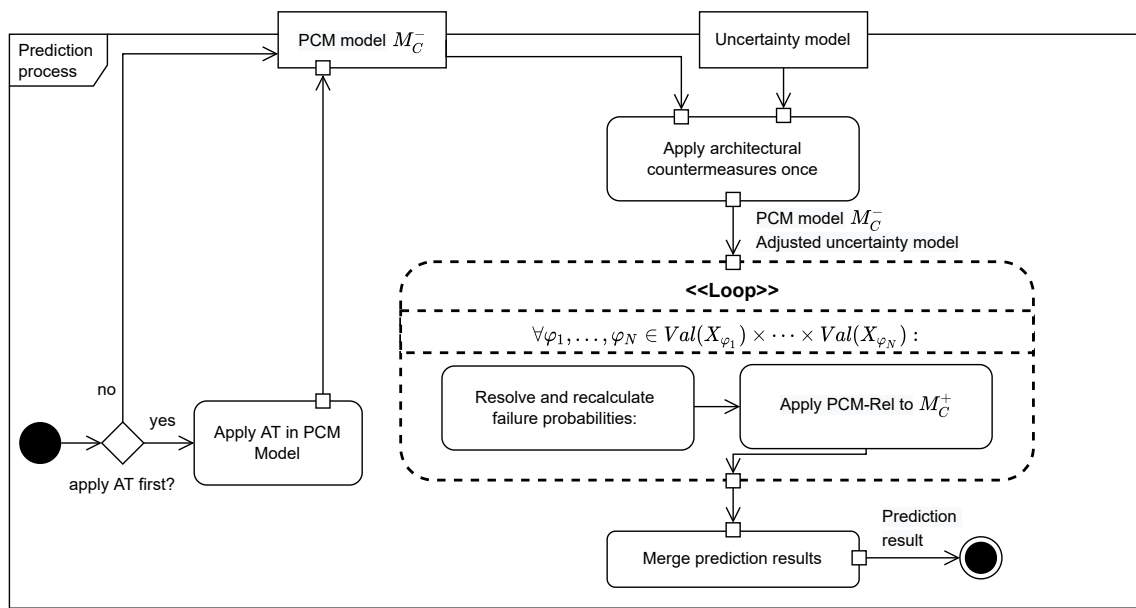 Prediction
process
PCM model $M_C^-$
Uncertainty model
Apply architectural
countermeasures once
PCM model $M_C^-$
Adjusted uncertainty model
<<Loop>>
$\forall \varphi_1, \ldots, \varphi_N \in Val(X_{\varphi_1}) \times \cdots \times Val(X_{\varphi_N}):$
no
yes
Apply AT in PCM
Model
apply AT first?
Resolve and recalculate
failure probabilities:
Apply PCM-Rel to $M_C^+$
Merge prediction results
Prediction
result